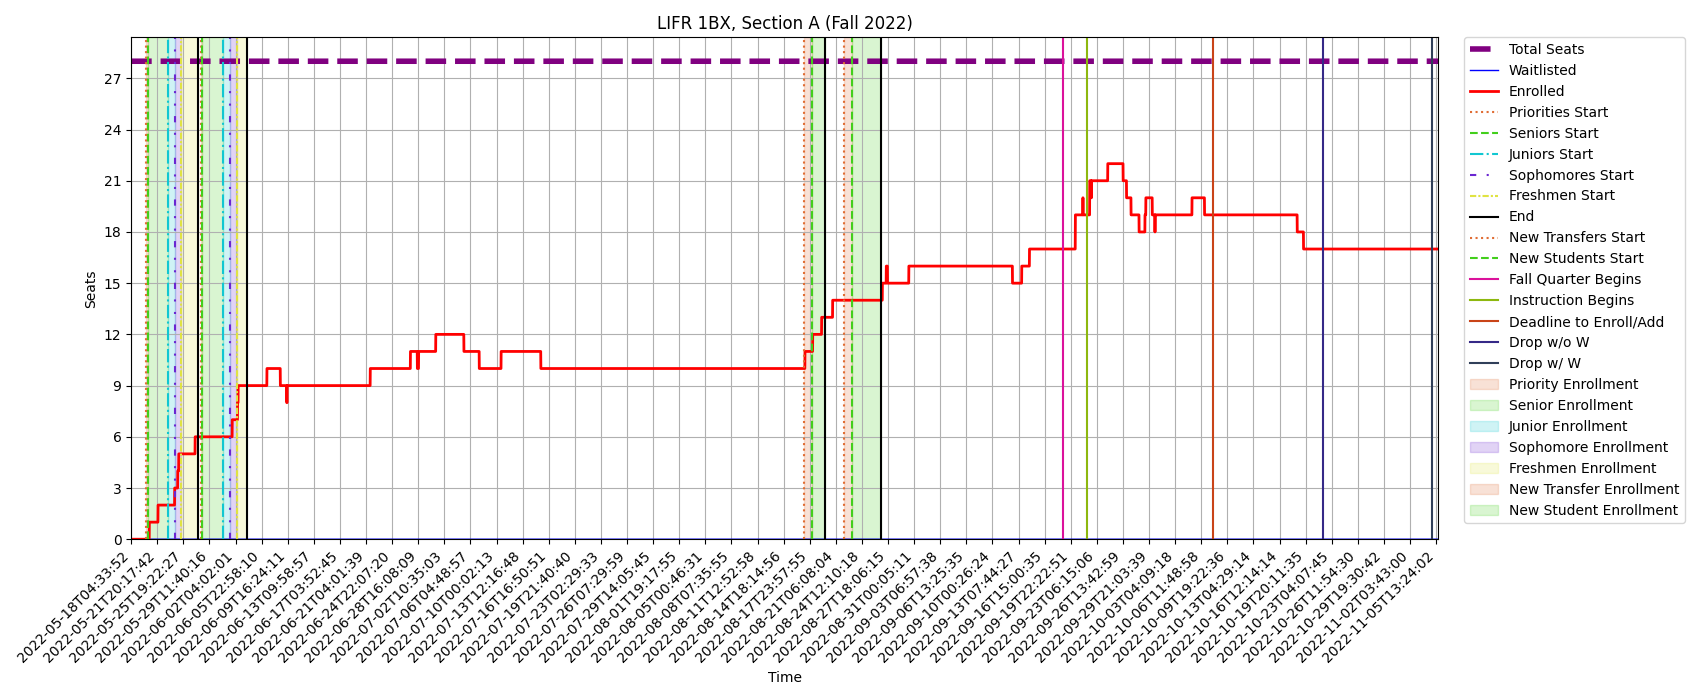 LIFR 1BX, Section A (Fall 2022)
Seats
27
24
21
18
15
12
9
6
3
0
2022-05-18T04:33:52
2022-05-21T20:17:42
2022-05-25T19:22:27
2022-05-29T11:40:16
2022-06-02T04:02:01
2022-06-05T22:58:10
2022-06-09T16:24:11
2022-06-13T09:58:57
2022-06-17T03:52:45
2022-06-21T04:01:39
2022-06-24T22:07:20
2022-06-28T16:08:09
2022-07-02T10:35:03
2022-07-06T04:48:57
2022-07-10T00:02:13
2022-07-13T12:16:48
2022-07-16T16:50:51
2022-07-19T21:40:40
2022-07-23T02:29:33
2022-07-26T07:29:59
2022-07-29T14:05:45
2022-08-01T19:17:55
2022-08-05T00:46:31
2022-08-08T07:35:55
2022-08-11T12:52:58
2022-08-14T18:14:56
2022-08-17T23:57:55
2022-08-21T06:08:04
2022-08-24T12:10:18
2022-08-27T18:06:15
2022-08-31T00:05:11
2022-09-03T06:57:38
2022-09-06T13:25:35
2022-09-10T00:26:24
2022-09-13T07:44:27
2022-09-16T15:00:35
2022-09-19T22:22:51
2022-09-23T06:15:06
2022-09-26T13:42:59
2022-09-29T21:03:39
2022-10-03T04:09:18
2022-10-06T11:48:58
2022-10-09T19:22:36
2022-10-13T04:29:14
2022-10-16T12:14:14
2022-10-19T20:11:35
2022-10-23T04:07:45
2022-10-26T11:54:30
2022-10-29T19:30:42
2022-11-02T03:43:00
2022-11-05T13:24:02
Time
Total Seats
Waitlisted
Enrolled
Priorities Start
Seniors Start
Juniors Start
Sophomores Start
Freshmen Start
End
New Transfers Start
New Students Start
Fall Quarter Begins
Instruction Begins
Deadline to Enroll/Add
Drop w/o W
Drop w/ W
Priority Enrollment
Senior Enrollment
Junior Enrollment
Sophomore Enrollment
Freshmen Enrollment
New Transfer Enrollment
New Student Enrollment